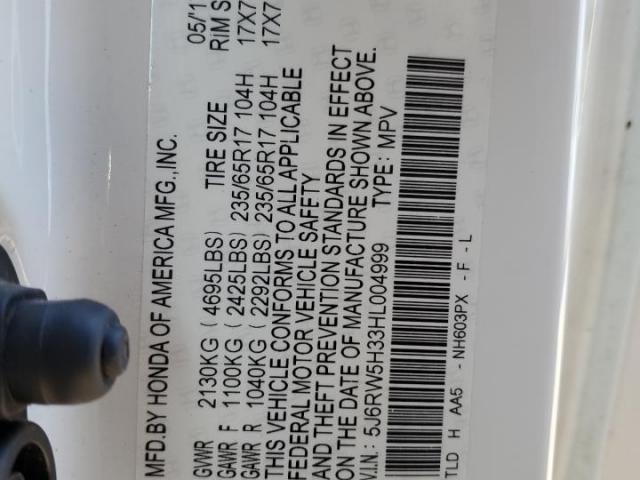 MFD.BY HONDA OF AMERICA MFG.,INC. 05/1
GVWR 2130KG ( 4695LBS) TIRE SIZE RIM S
GAWR F 1100KG ( 2425LBS) 235/65R17 104H 17X7
GAWR R 1040KG ( 2292LBS) 235/65R17 104H 17X7
THIS VEHICLE CONFORMS TO ALL APPLICABLE
FEDERAL MOTOR VEHICLE SAFETY
AND THEFT PREVENTION STANDARDS IN EFFECT
ON THE DATE OF MANUFACTURE SHOWN ABOVE.
V.I.N.: 5J6RW5H33HL004999 TYPE: MPV
TLD H AA5 - NH603PX - F - L